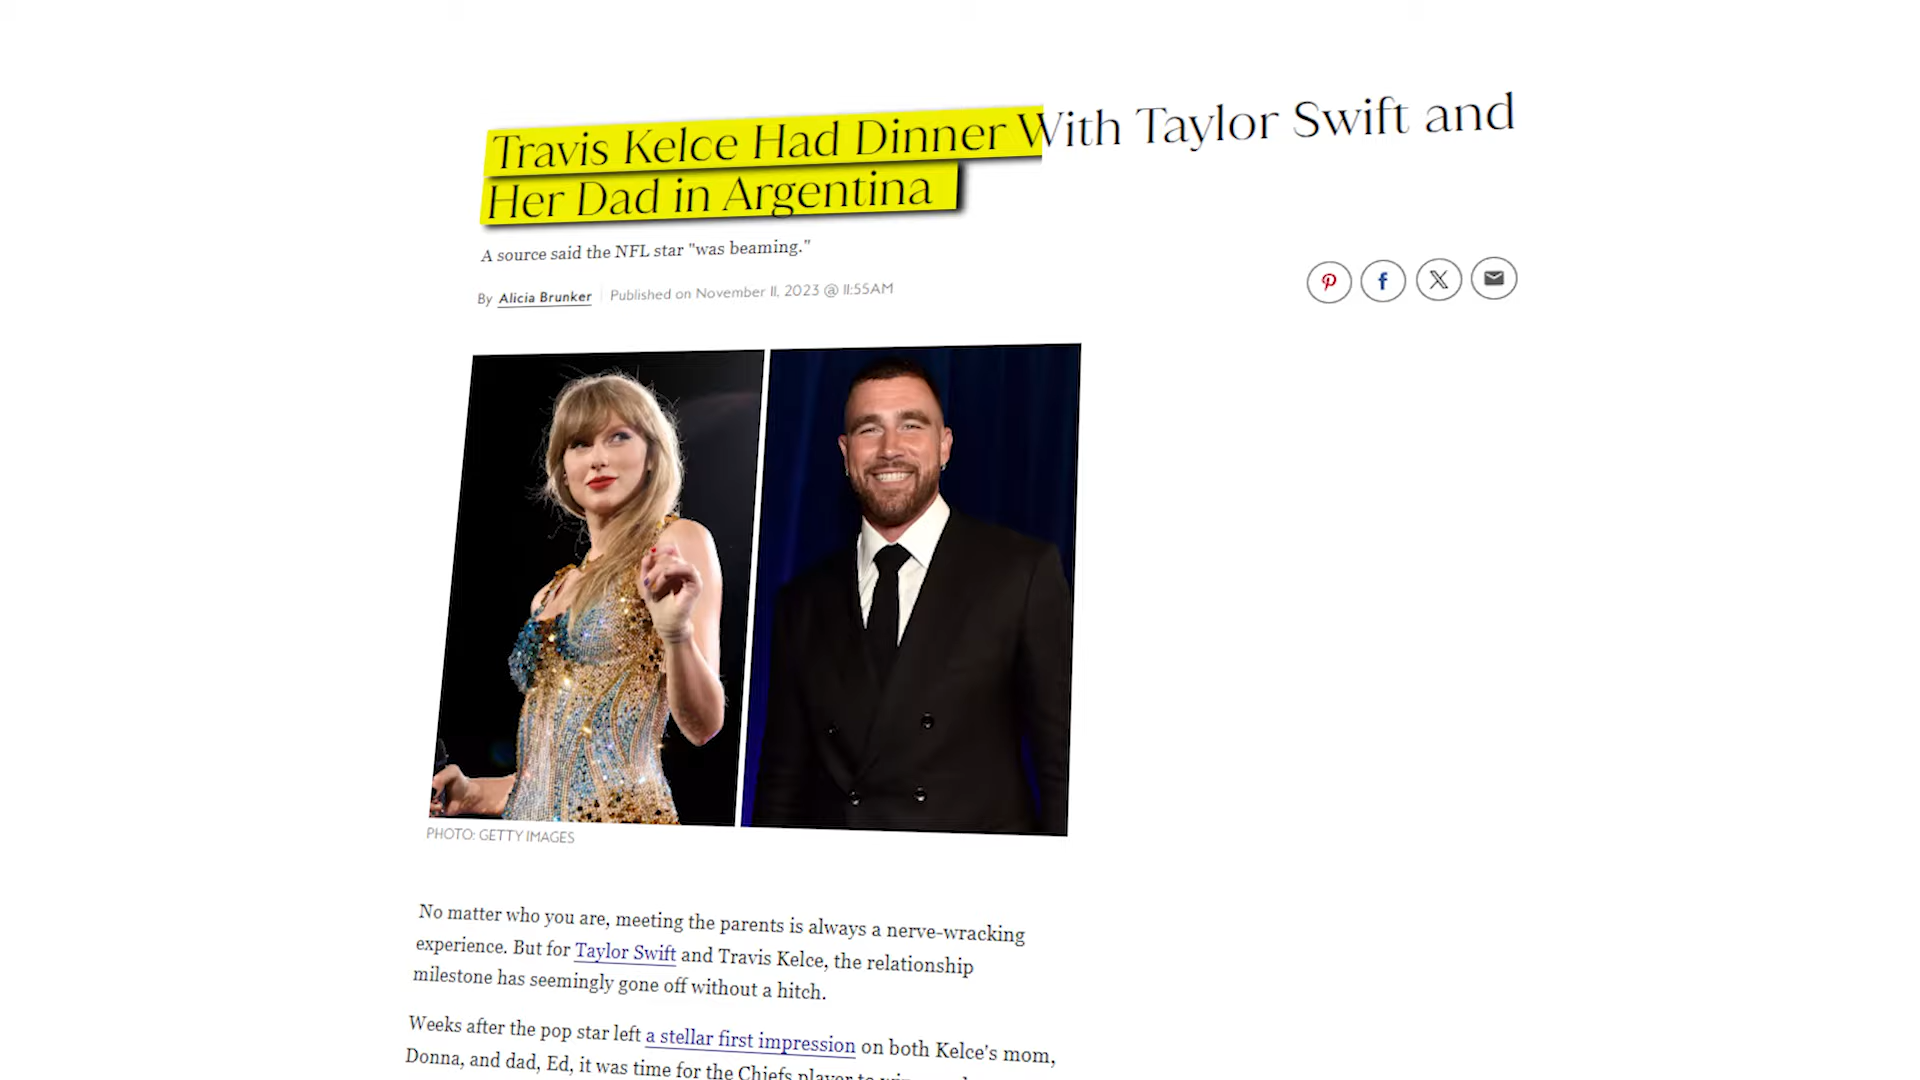 Travis Kelce Had Dinner With Taylor Swift and
Her Dad in Argentina
A source said the NFL star "was beaming."
By Alicia Brunker Published on November 11, 2023 @ 11:55AM
PHOTO: GETTY IMAGES
No matter who you are, meeting the parents is always a nerve-wracking
experience. But for Taylor Swift and Travis Kelce, the relationship
milestone has seemingly gone off without a hitch.
Weeks after the pop star left a stellar first impression on both Kelce's mom,
Donna, and dad, Ed, it was time for the Chiefs player to